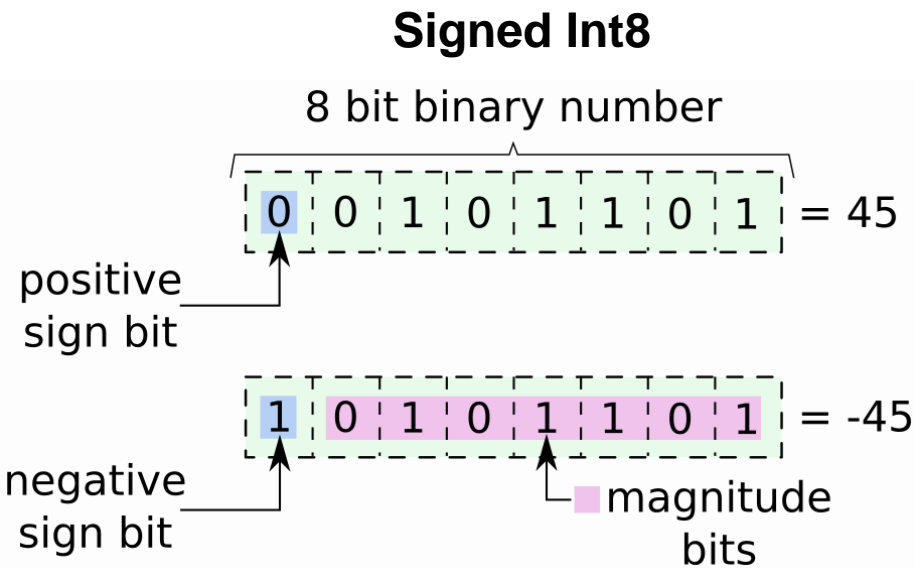 Signed Int8
8 bit binary number
0 0 1 0 1 1 0 1 = 45
positive
sign bit
1 0 1 0 1 1 0 1 = -45
negative
sign bit
magnitude
bits